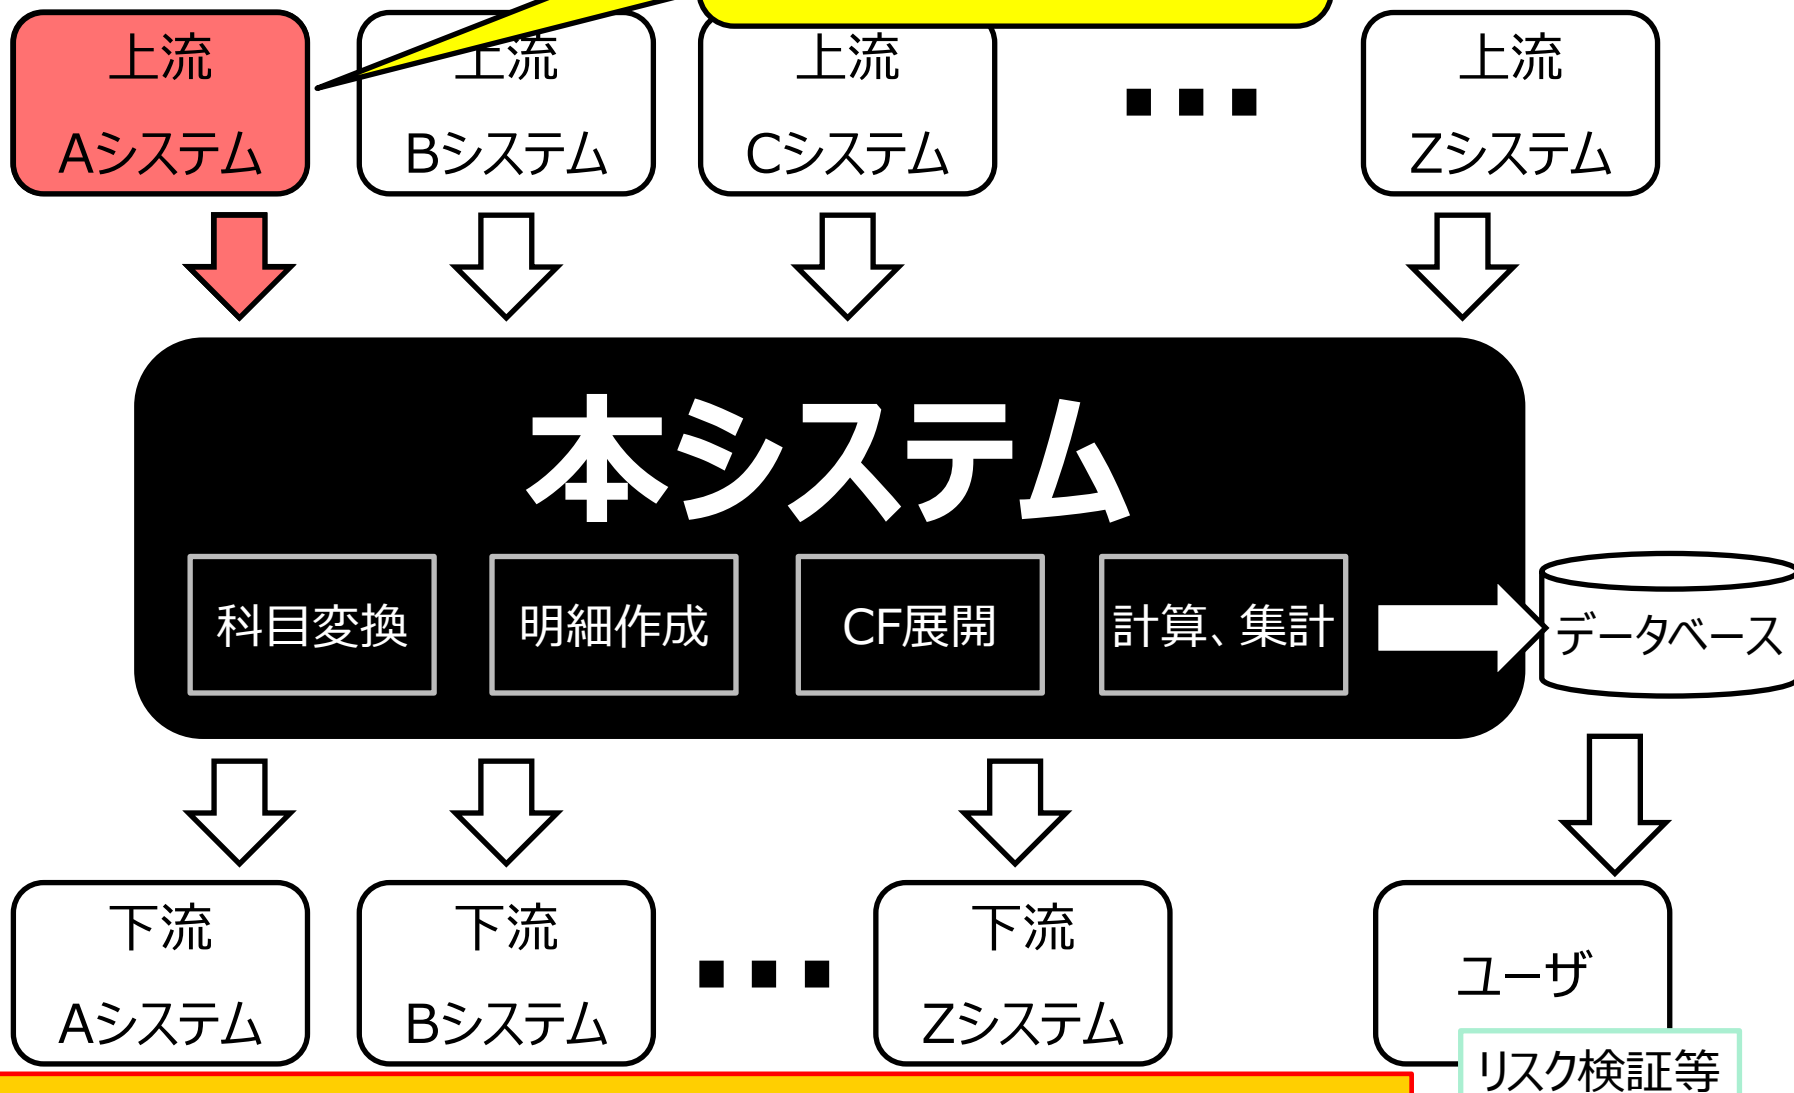 上流
Aシステム
上流
Bシステム
上流
Cシステム
上流
Zシステム
本システム
科目変換
明細作成
CF展開
計算、集計
データベース
下流
Aシステム
下流
Bシステム
下流
Zシステム
ユーザ
リスク検証等